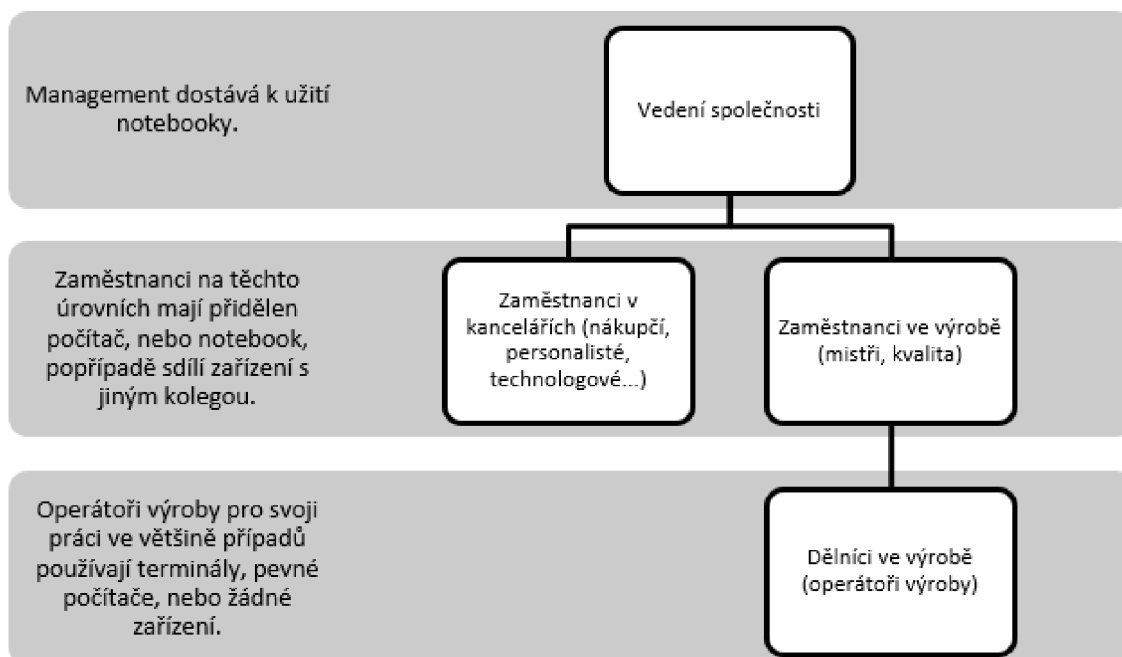 Management dostává k užití
notebooky.
Vedení společnosti
Zaměstnanci na těchto
úrovních mají přidělen
počítač, nebo notebook,
popřípadě sdílí zařízení s
jiným kolegou.
Zaměstnanci v
kancelářích (nákupčí,
personalisté,
technologové...)
Zaměstnanci ve výrobě
(mistři, kvalita)
Operátoři výroby pro svoji
práci ve většině případů
používají terminály, pevné
počítače, nebo žádné
zařízení.
Dělníci ve výrobě
(operátoři výroby)